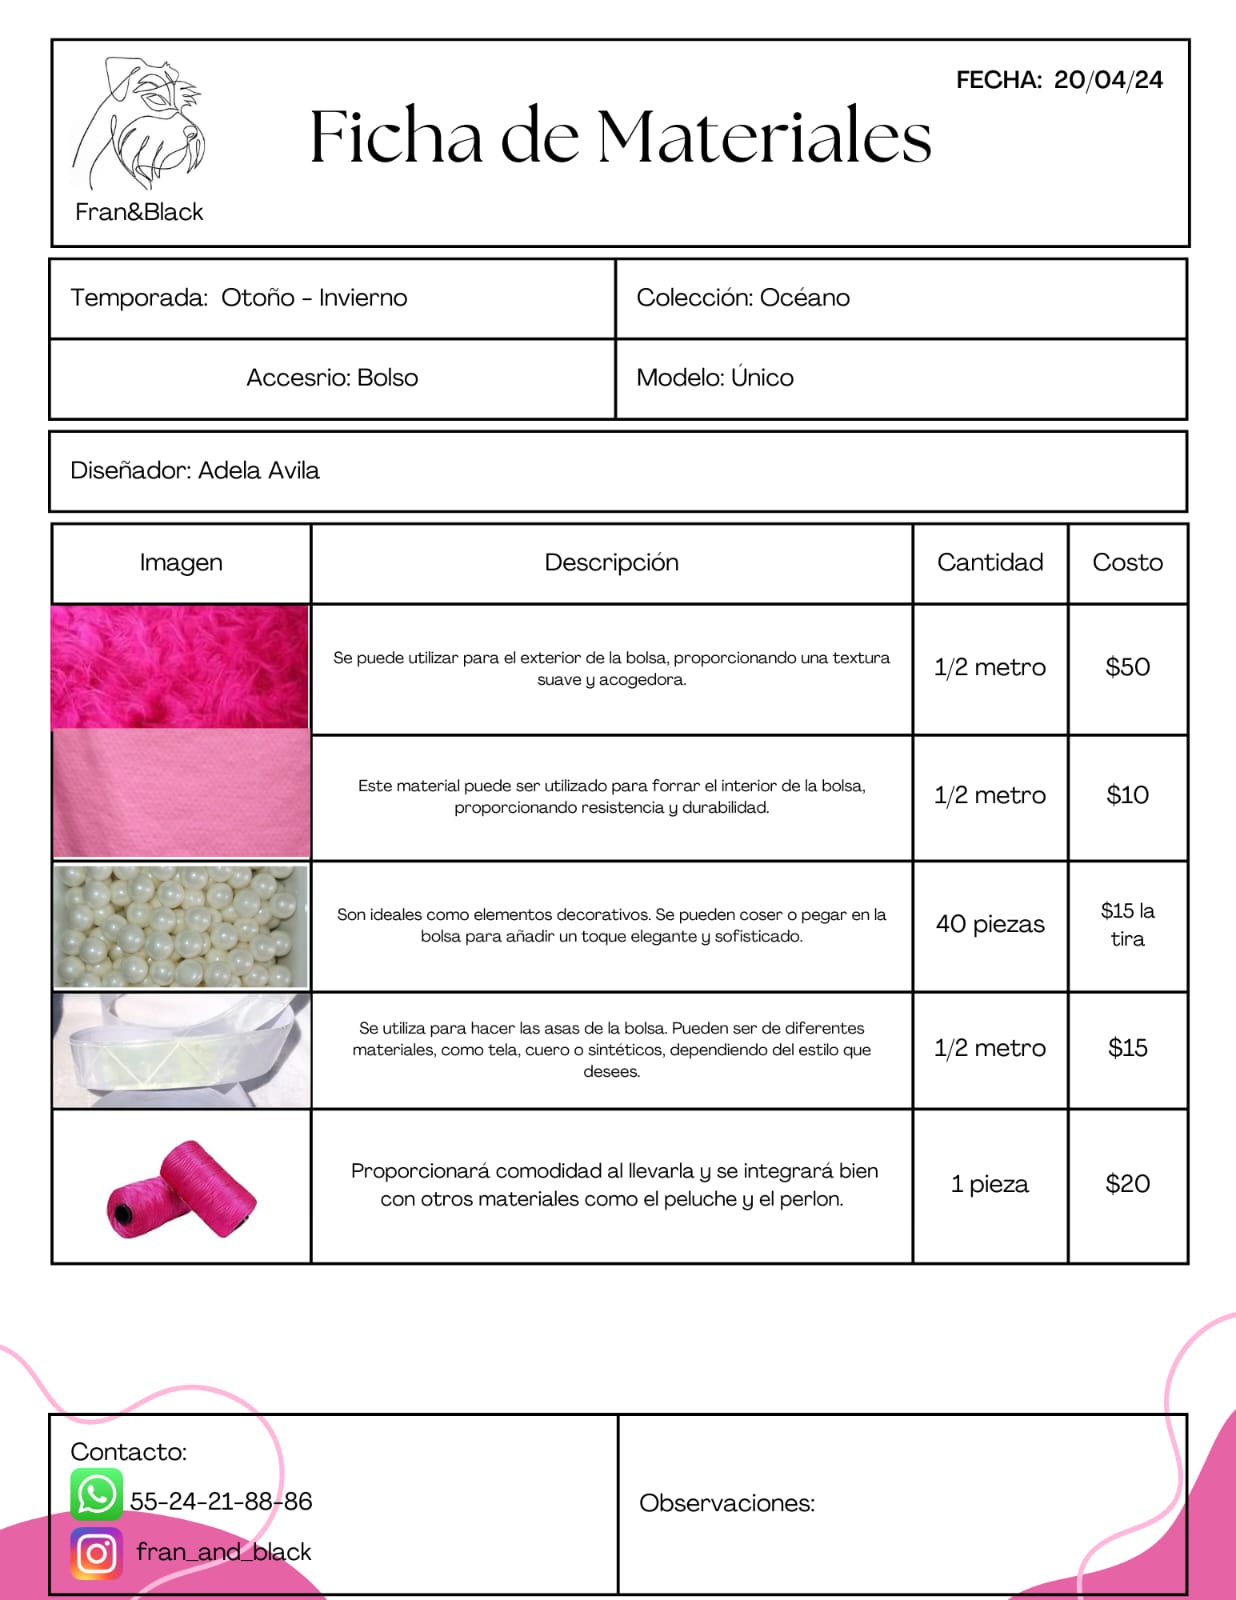 FECHA: 20/04/24
Ficha de Materiales
Fran&Black
Temporada: Otoño - Invierno
Colección: Océano
Accesrio: Bolso
Modelo: Único
Diseñador: Adela Avila
Imagen
Descripción
Cantidad
Costo
Se puede utilizar para el exterior de la bolsa, proporcionando una textura
suave y acogedora.
1/2 metro
$50
Este material puede ser utilizado para forrar el interior de la bolsa,
proporcionando resistencia y durabilidad.
1/2 metro
$10
Son ideales como elementos decorativos. Se pueden coser o pegar en la
bolsa para añadir un toque elegante y sofisticado.
40 piezas
$15 la
tira
Se utiliza para hacer las asas de la bolsa. Pueden ser de diferentes
materiales, como tela, cuero o sintéticos, dependiendo del estilo que
desees.
1/2 metro
$15
Proporcionará comodidad al llevarla y se integrará bien
con otros materiales como el peluche y el perlon.
1 pieza
$20
Contacto:
55-24-21-88-86
fran_and_black
Observaciones: